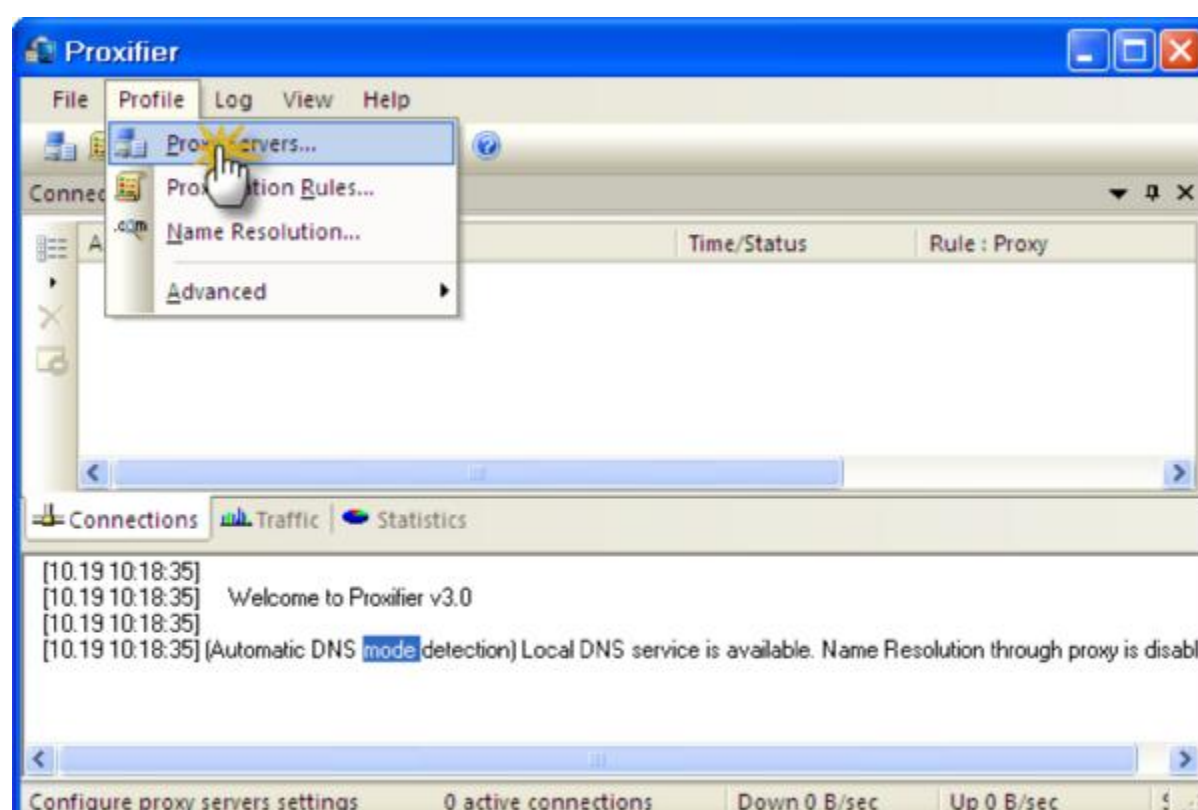 Proxifier
File Profile Log View Help
Servers...
Rules...
Name Resolution...
Advanced
Time/Status Rule : Proxy
Connections Traffic Statistics
[10.19 10:18:35]
[10.19 10:18:35] Welcome to Proxifier v3.0
[10.19 10:18:35]
[10.19 10:18:35] (Automatic DNS mode detection) Local DNS service is available. Name Resolution through proxy is disabl
Configure proxy servers settings 0 active connections Down 0 B/sec Up 0 B/sec